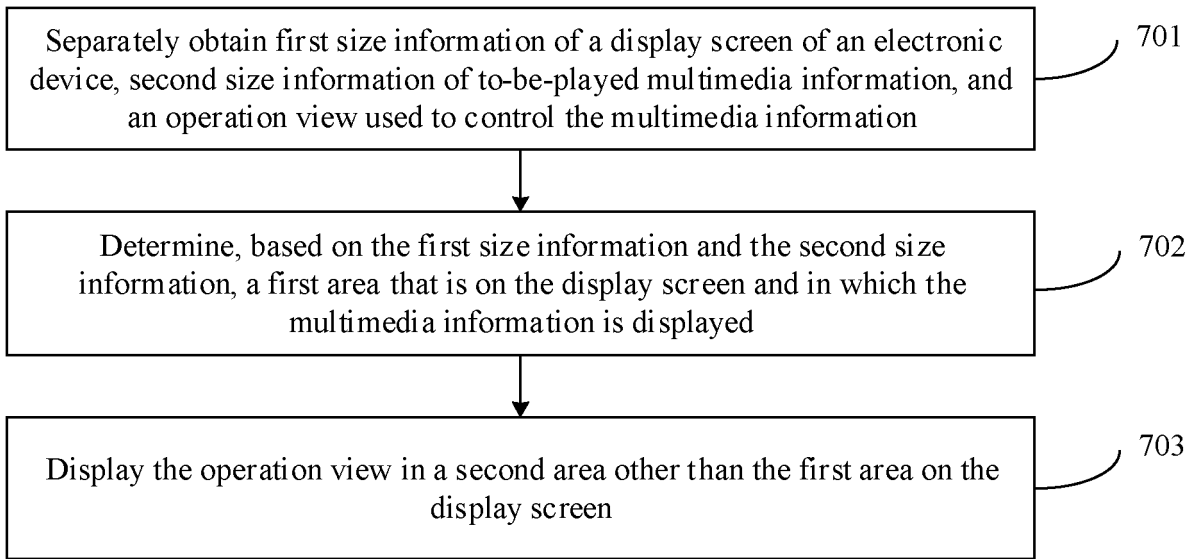 Separately obtain first size information of a display screen of an electronic
device, second size information of to-be-played multimedia information, and
an operation view used to control the multimedia information
701
Determine, based on the first size information and the second size
information, a first area that is on the display screen and in which the
multimedia information is displayed
702
Display the operation view in a second area other than the first area on the
display screen
703